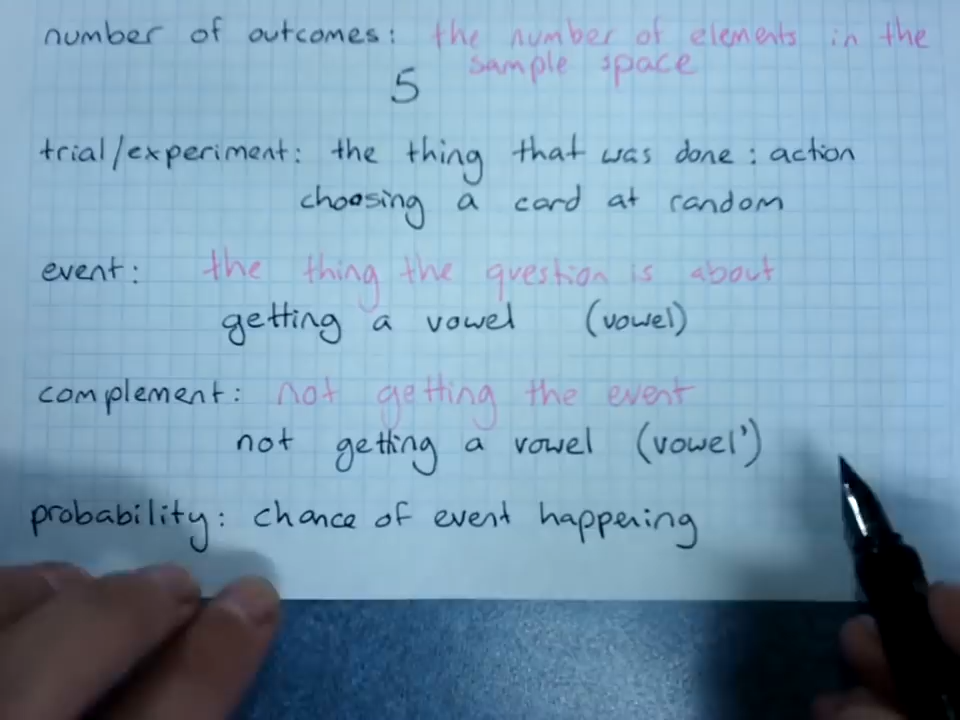 number of outcomes: the number of elements in the
sample space
5
trial/experiment: the thing that was done: action
choosing a card at random
event: the thing the question is about
getting a vowel (vowel)
complement: not getting the event
not getting a vowel (vowel')
probability: chance of event happening